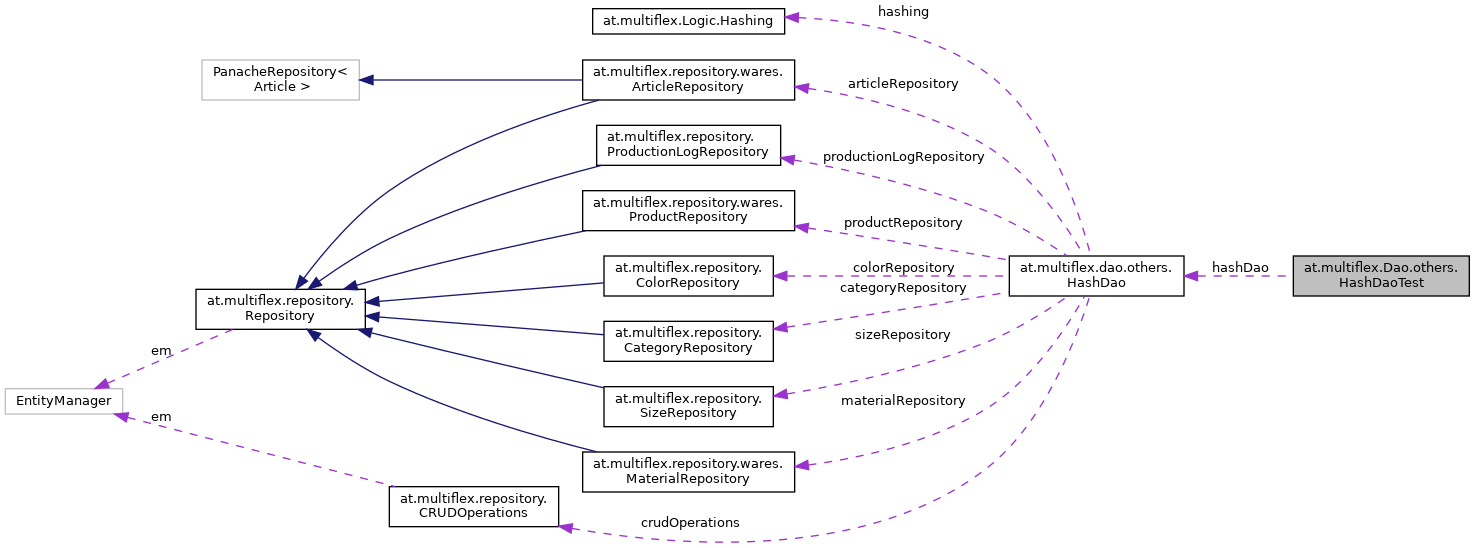 hashing
at.multiflex.Logic.Hashing
PanacheRepository<
Article >
at.multiflex.repository.wares.
ArticleRepository
articleRepository
at.multiflex.repository.
ProductionLogRepository
productionLogRepository
at.multiflex.repository.wares.
ProductRepository
productRepository
at.multiflex.repository.
ColorRepository
colorRepository
at.multiflex.dao.others.
HashDao
hashDao
at.multiflex.Dao.others.
HashDaoTest
categoryRepository
at.multiflex.repository.
Repository
at.multiflex.repository.
CategoryRepository
sizeRepository
em
EntityManager
at.multiflex.repository.
SizeRepository
materialRepository
em
at.multiflex.repository.wares.
MaterialRepository
at.multiflex.repository.
CRUDOperations
crudOperations